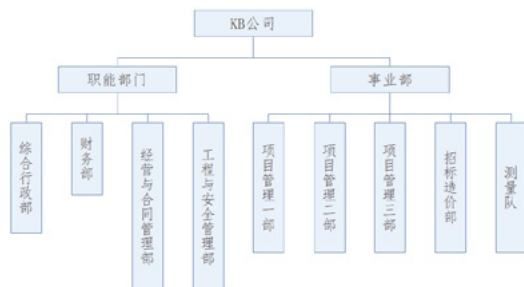 KB公司
职能部门
事业部
综合行政部
财务部
经营与合同管理部
工程与安全管理部
项目管理一部
项目管理二部
项目管理三部
招标造价部
测量队